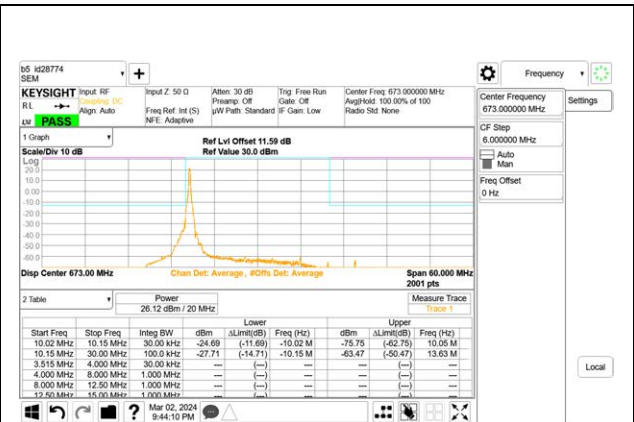 b5 id28774
SEM
KEYSIGHT
RL
PASS
Input: RF
Coupling: DC
Align: Auto
Input Z: 50 Ω
Freq Ref: Int (S)
NFE: Adaptive
Atten: 30 dB
Preamp: Off
µW Path: Standard
Trig: Free Run
Gate: Off
IF Gain: Low
Center Freq: 673.000000 MHz
Avg|Hold: 100.00% of 100
Radio Std: None
1 Graph
Scale/Div 10 dB
Ref Lvl Offset 11.59 dB
Ref Value 30.0 dBm
Log
20.0
10.0
0.00
-10.0
-20.0
-30.0
-40.0
-50.0
-60.0
Disp Center 673.00 MHz
Chan Det: Average , #Offs Det: Average
Span 60.000 MHz
2001 pts
2 Table
Power
26.12 dBm / 20 MHz
Measure Trace
Trace 1
Lower Upper
Start Freq Stop Freq Integ BW dBm ΔLimit(dB) Freq (Hz) dBm ΔLimit(dB) Freq (Hz)
10.02 MHz 10.15 MHz 30.00 kHz -24.69 (-11.69) -10.02 M -75.75 (-62.75) 10.05 M
10.15 MHz 30.00 MHz 100.0 kHz -27.71 (-14.71) -10.15 M -63.47 (-50.47) 13.63 M
3.515 MHz 4.000 MHz 30.00 kHz --- (---) --- --- (---) ---
4.000 MHz 8.000 MHz 1.000 MHz --- (---) --- --- (---) ---
8.000 MHz 12.50 MHz 1.000 MHz --- (---) --- --- (---) ---
12.50 MHz 15.00 MHz 1.000 MHz --- (---) --- --- (---) ---
?
Mar 02, 2024
9:44:10 PM
Frequency
Center Frequency
673.000000 MHz
Settings
CF Step
6.000000 MHz
Auto
Man
Freq Offset
0 Hz
Local